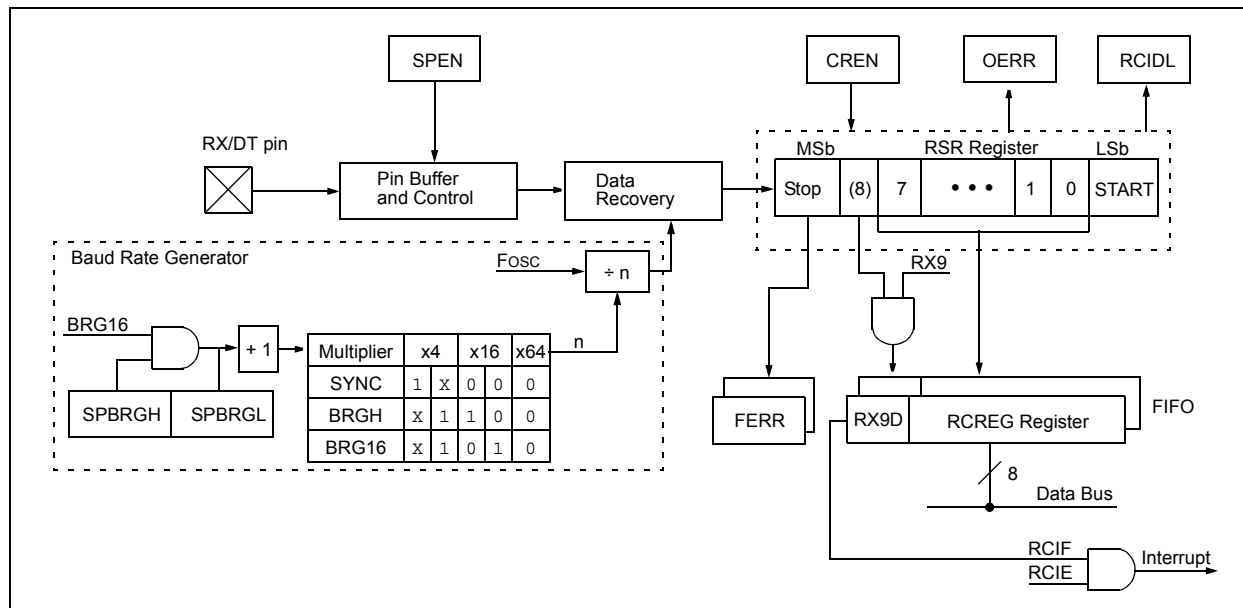 SPEN
CREN
OERR
RCIDL
RX/DT pin
Pin Buffer
and Control
Data
Recovery
MSb
RSR Register
LSb
Stop (8) 7 • • • 1 0 START
Baud Rate Generator
FOSC
÷ n
RX9
BRG16
+ 1
n
SPBRGH SPBRGL
Multiplier x4 x16 x64
SYNC 1 X 0 0 0
BRGH X 1 1 0 0
BRG16 X 1 0 1 0
FERR
RX9D RCREG Register
FIFO
8
Data Bus
RCIF
RCIE
Interrupt